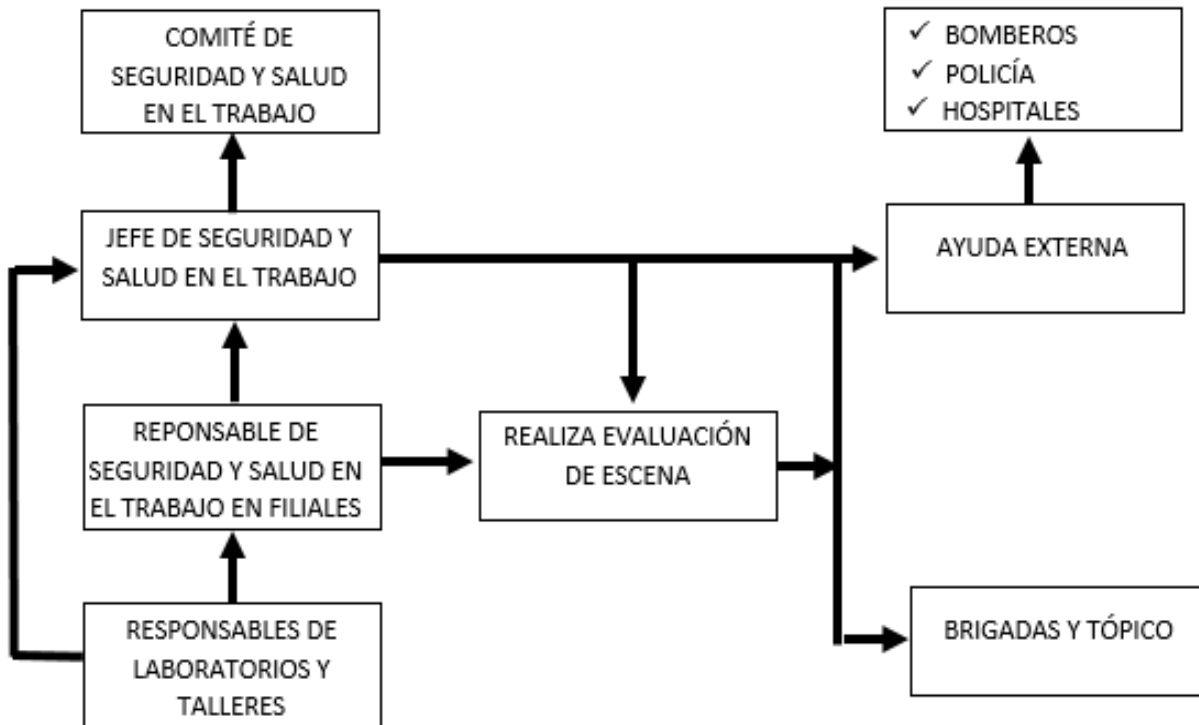 COMITÉ DE
SEGURIDAD Y SALUD
EN EL TRABAJO
✓ BOMBEROS
✓ POLICÍA
✓ HOSPITALES
JEFE DE SEGURIDAD Y
SALUD EN EL TRABAJO
AYUDA EXTERNA
REPONSABLE DE
SEGURIDAD Y SALUD EN
EL TRABAJO EN FILIALES
REALIZA EVALUACIÓN
DE ESCENA
RESPONSABLES DE
LABORATORIOS Y
TALLERES
BRIGADAS Y TÓPICO